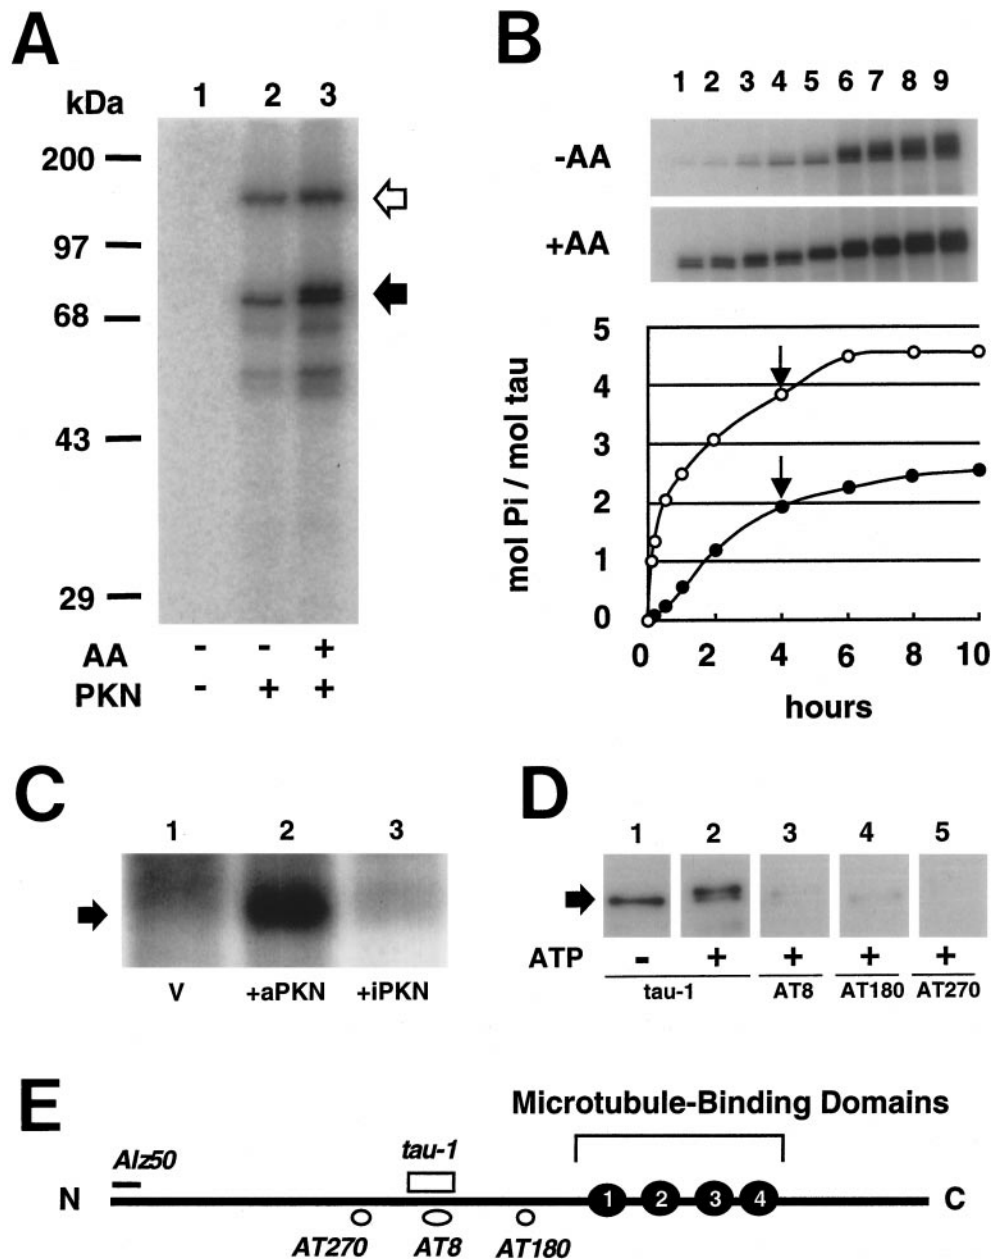 A
kDa
1 2 3
200
97
68
43
29
AA - - +
PKN - + +
B
1 2 3 4 5 6 7 8 9
-AA
+AA
mol Pi / mol tau
5
4
3
2
1
0
0 2 4 6 8 10
hours
C
1 2 3
V +aPKN +iPKN
D
1 2 3 4 5
ATP - + + + +
tau-1 AT8 AT180 AT270
E
Microtubule-Binding Domains
Alz50
tau-1
N 1 2 3 4 C
AT270 AT8 AT180